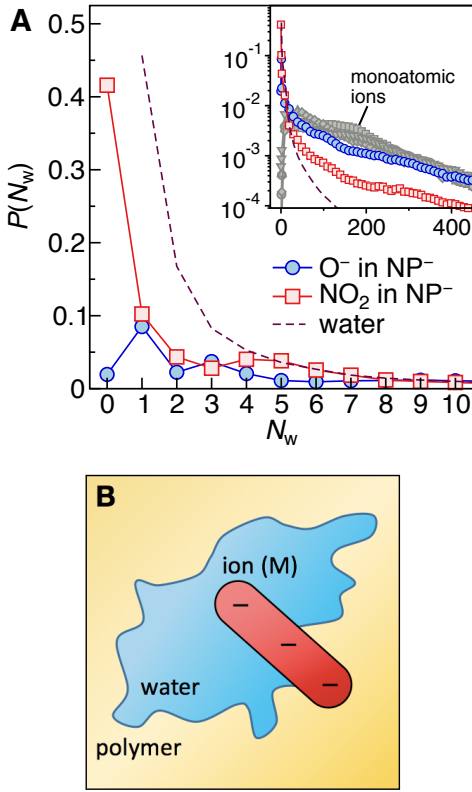 A
0.5
0.4
0.3
0.2
0.1
0
P(Nw)
0 1 2 3 4 5 6 7 8 9 10
Nw
10⁻¹
10⁻²
10⁻³
10⁻⁴
0 200 400
monoatomic
ions
O⁻ in NP⁻
NO₂ in NP⁻
water
B
ion (M)
−
−
−
water
polymer